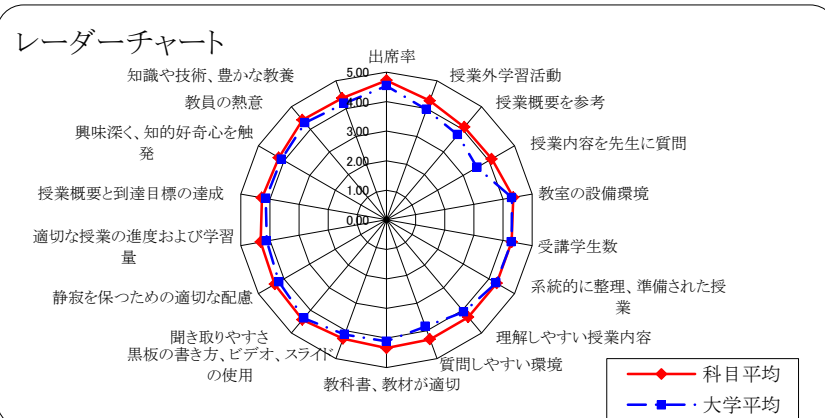 レーダーチャート
出席率
授業外学習活動
授業概要を参考
授業内容を先生に質問
教室の設備環境
受講学生数
系統的に整理、準備された授
業
理解しやすい授業内容
質問しやすい環境
教科書、教材が適切
黒板の書き方、ビデオ、スライド
の使用
聞き取りやすさ
静寂を保つための適切な配慮
適切な授業の進度および学習
量
授業概要と到達目標の達成
興味深く、知的好奇心を触
発
教員の熱意
知識や技術、豊かな教養
5.00
4.00
3.00
2.00
1.00
0.00
科目平均
大学平均